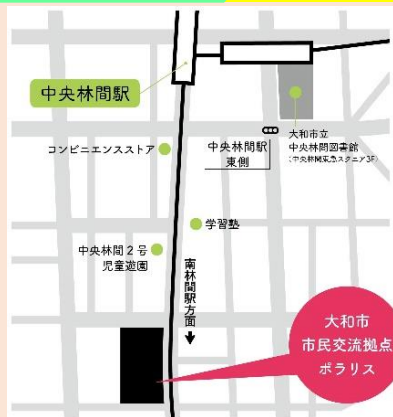 中央林間駅
コンビニエンスストア
中央林間駅
東側
大和市立
中央林間図書館
(中央林間東急スクエア3F)
学習塾
中央林間2号
児童遊園
南林間駅方面
大和市
市民交流拠点
ポラリス